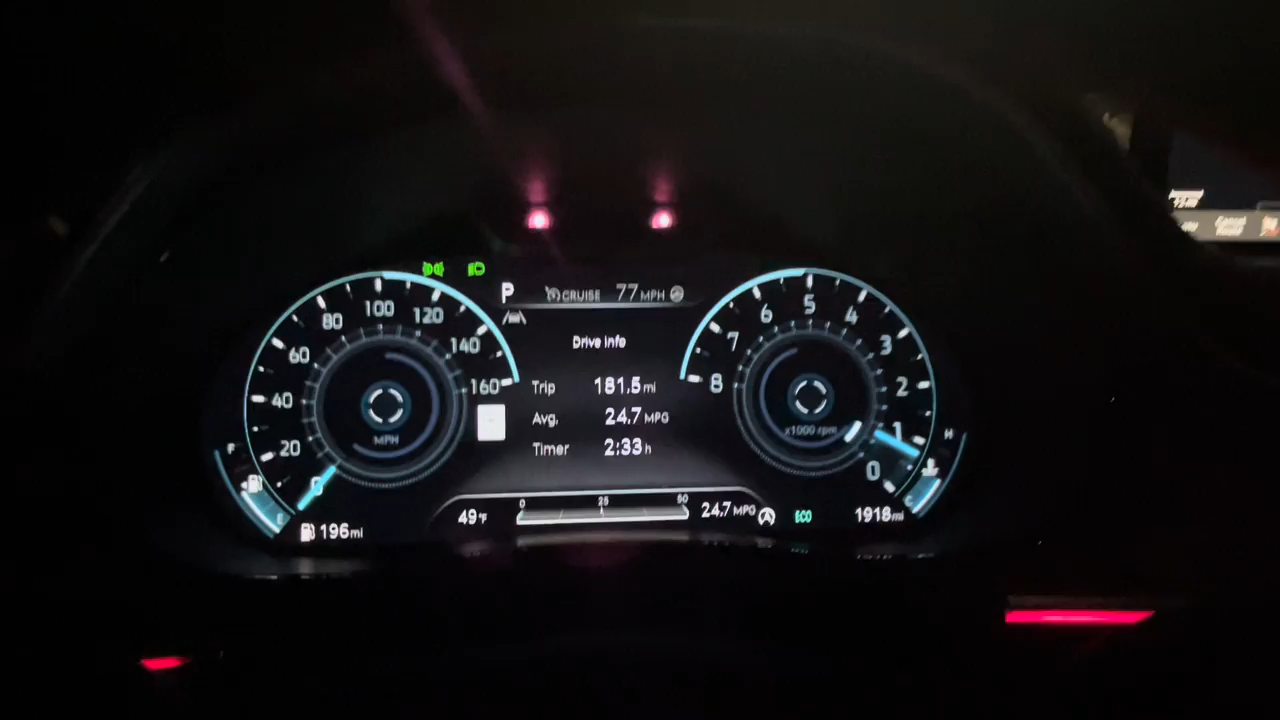 P
CRUISE 77 MPH
Drive Info
Trip 181.5 mi
Avg. 24.7 MPG
Timer 2:33 h
0 20 40 60 80 100 120 140 160
MPH
F
E
196 mi
8 7 6 5 4 3 2 1 0
x1000 rpm
H
C
0 25 50
49°F
24.7 MPG
A
ECO
1918 mi
Cancel